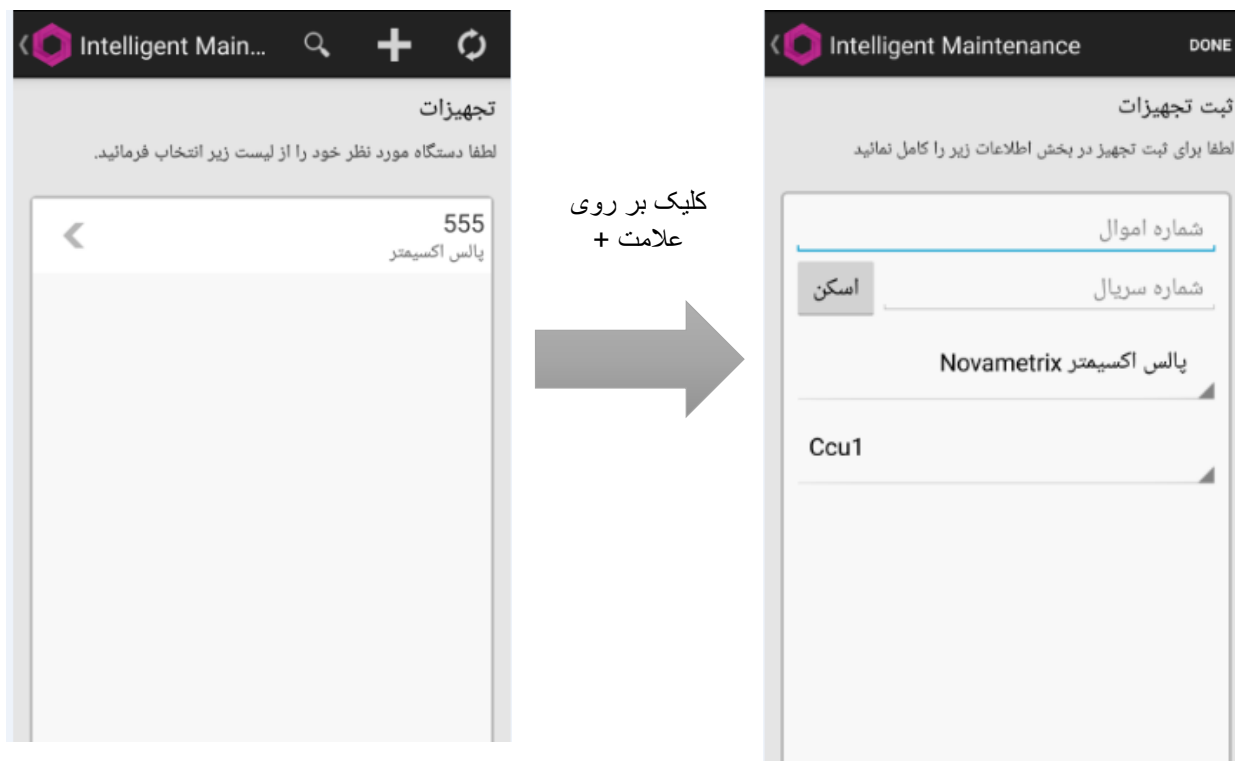 Intelligent Main...
تجهیزات
لطفا دستگاه مورد نظر خود را از لیست زیر انتخاب فرمائید.
555
پالس اکسیمتر
کلیک بر روی
علامت +
Intelligent Maintenance
DONE
ثبت تجهیزات
لطفا برای ثبت تجهیز در بخش اطلاعات زیر را کامل نمائید
شماره اموال
شماره سریال
اسکن
پالس اکسیمتر Novametrix
Ccu1